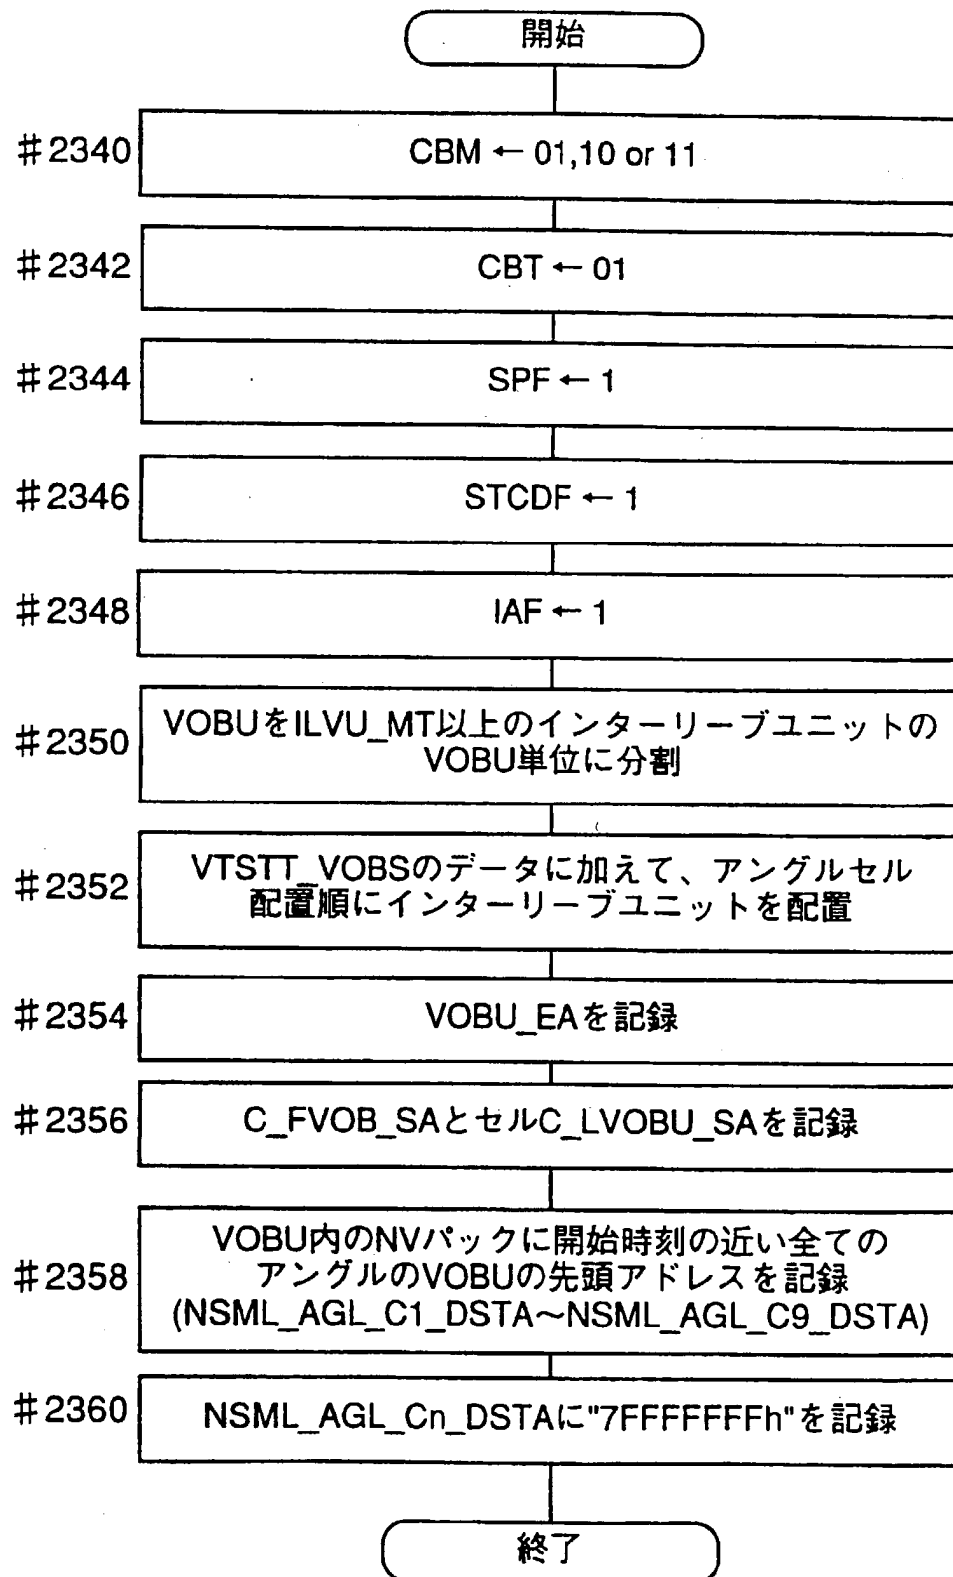 開始
#2340
CBM ← 01,10 or 11
#2342
CBT ← 01
#2344
SPF ← 1
#2346
STCDF ← 1
#2348
IAF ← 1
#2350
VOBUをILVU_MT以上のインターリーブユニットの
VOBU単位に分割
#2352
VTSTT_VOBSのデータに加えて、アングルセル
配置順にインターリーブユニットを配置
#2354
VOBU_EAを記録
#2356
C_FVOB_SAとセルC_LVOBU_SAを記録
#2358
VOBU内のNVパックに開始時刻の近い全ての
アングルのVOBUの先頭アドレスを記録
(NSML_AGL_C1_DSTA～NSML_AGL_C9_DSTA)
#2360
NSML_AGL_Cn_DSTAに"7FFFFFFFh"を記録
終了